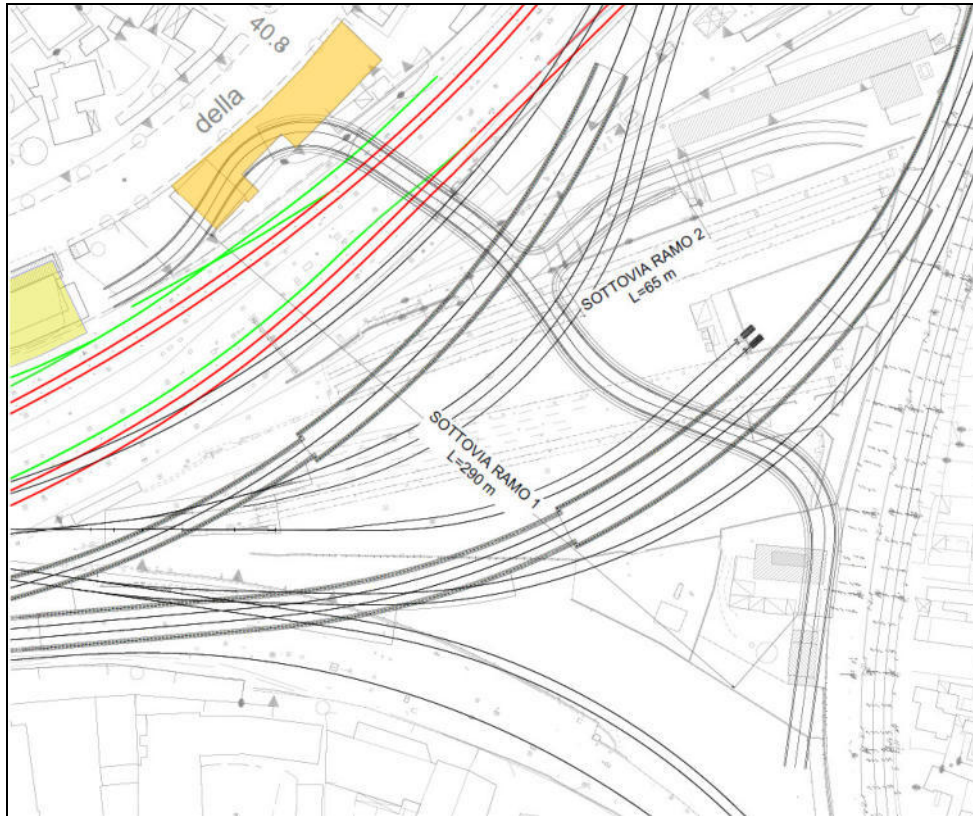 40.8
della
SOTTOVIA RAMO 2
L=65 m
SOTTOVIA RAMO 1
L=290 m